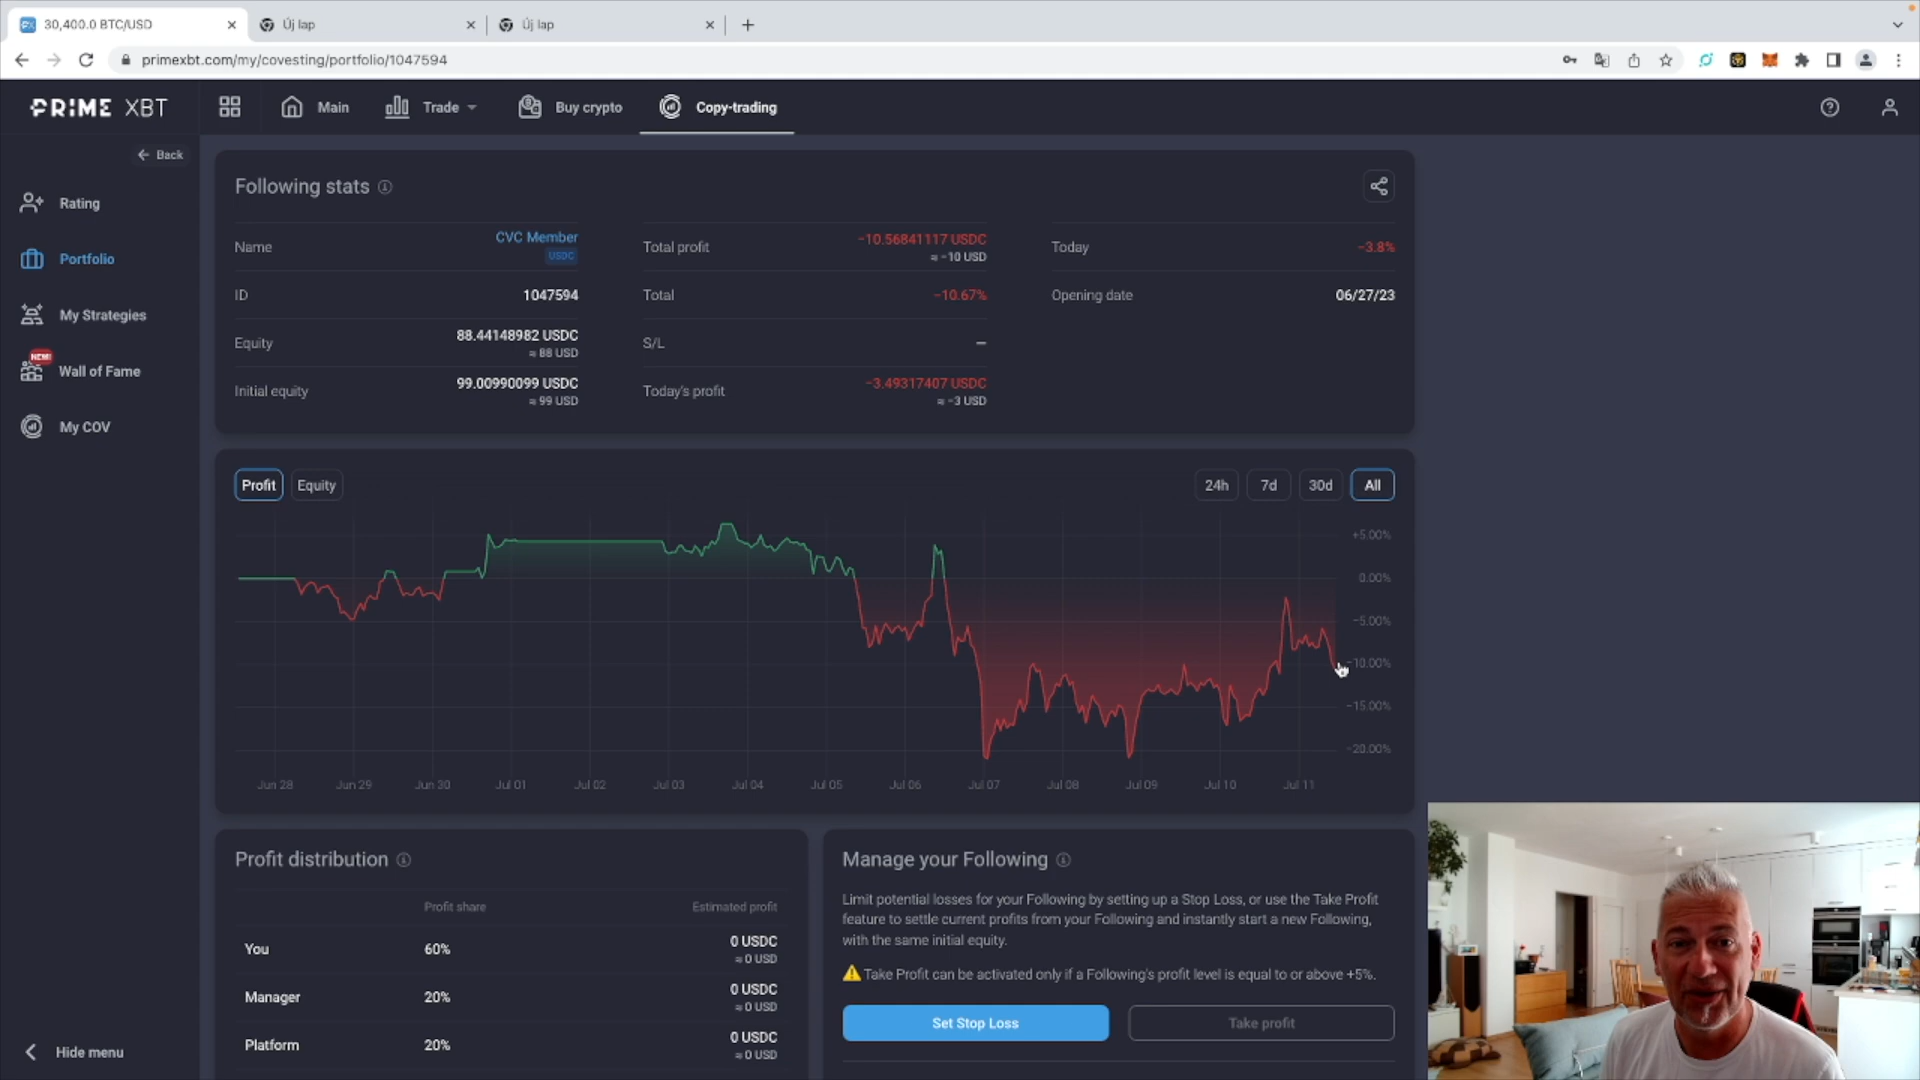 30,400.0 BTC/USD
Új lap
Új lap
primexbt.com/my/covesting/portfolio/1047594
PRIME XBT
Main
Trade
Buy crypto
Copy-trading
Back
Rating
Portfolio
My Strategies
NEW!
Wall of Fame
My COV
Hide menu
Following stats
Name
CVC Member
USDC
ID
1047594
Equity
88.44148982 USDC
≈ 88 USD
Initial equity
99.00990099 USDC
≈ 99 USD
Total profit
−10.56841117 USDC
≈ −10 USD
Total
−10.67%
S/L
–
Today's profit
−3.49317407 USDC
≈ −3 USD
Today
−3.8%
Opening date
06/27/23
Profit
Equity
24h
7d
30d
All
+5.00%
0.00%
−5.00%
−10.00%
−15.00%
−20.00%
Jun 28
Jun 29
Jun 30
Jul 01
Jul 02
Jul 03
Jul 04
Jul 05
Jul 06
Jul 07
Jul 08
Jul 09
Jul 10
Jul 11
Profit distribution
Profit share
Estimated profit
You
60%
0 USDC
≈ 0 USD
Manager
20%
0 USDC
≈ 0 USD
Platform
20%
0 USDC
≈ 0 USD
Manage your Following
Limit potential losses for your Following by setting up a Stop Loss, or use the Take Profit
feature to settle current profits from your Following and instantly start a new Following,
with the same initial equity.
Take Profit can be activated only if a Following's profit level is equal to or above +5%.
Set Stop Loss
Take profit